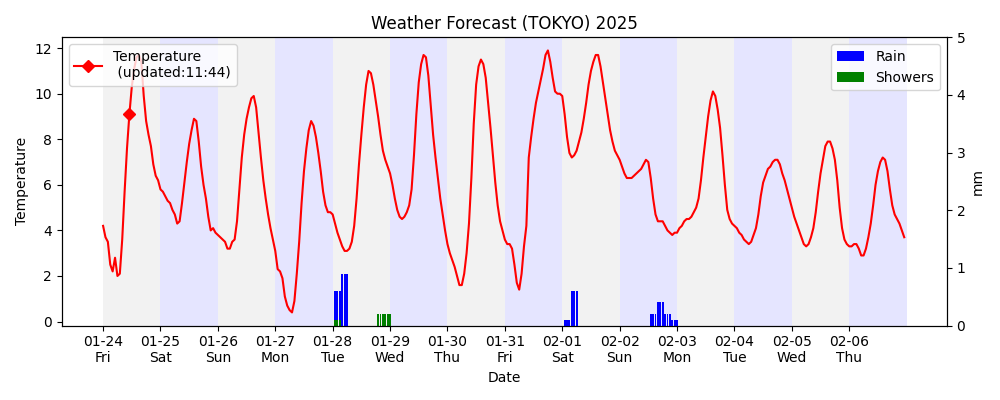 Weather Forecast (TOKYO) 2025
Temperature
(updated:11:44)
Rain
Showers
Temperature
12
10
8
6
4
2
0
5
4
3
2
1
0
mm
01-24 01-25 01-26 01-27 01-28 01-29 01-30 01-31 02-01 02-02 02-03 02-04 02-05 02-06
Fri Sat Sun Mon Tue Wed Thu Fri Sat Sun Mon Tue Wed Thu
Date